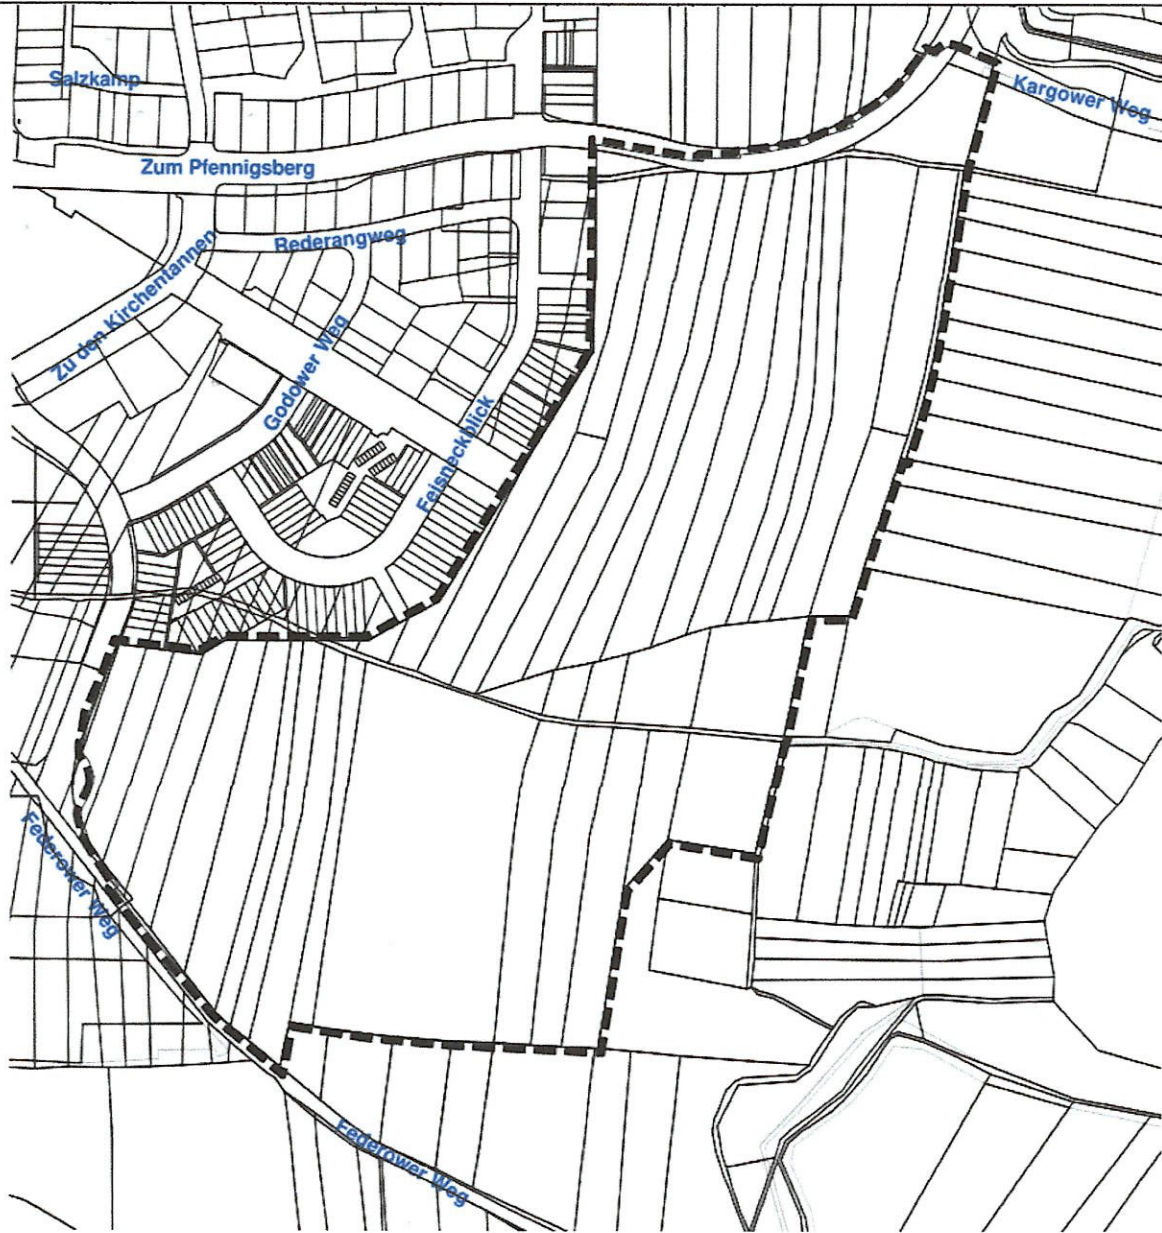 Salzkamp
Kargower Weg
Zum Pfennigsberg
Rederangweg
Zu den Kirchentannen
Godower Weg
Feisneckblick
Federower Weg
Federower Weg